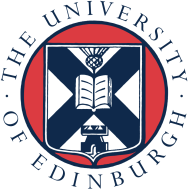 · THE UNIVERSITY ·
OF EDINBURGH